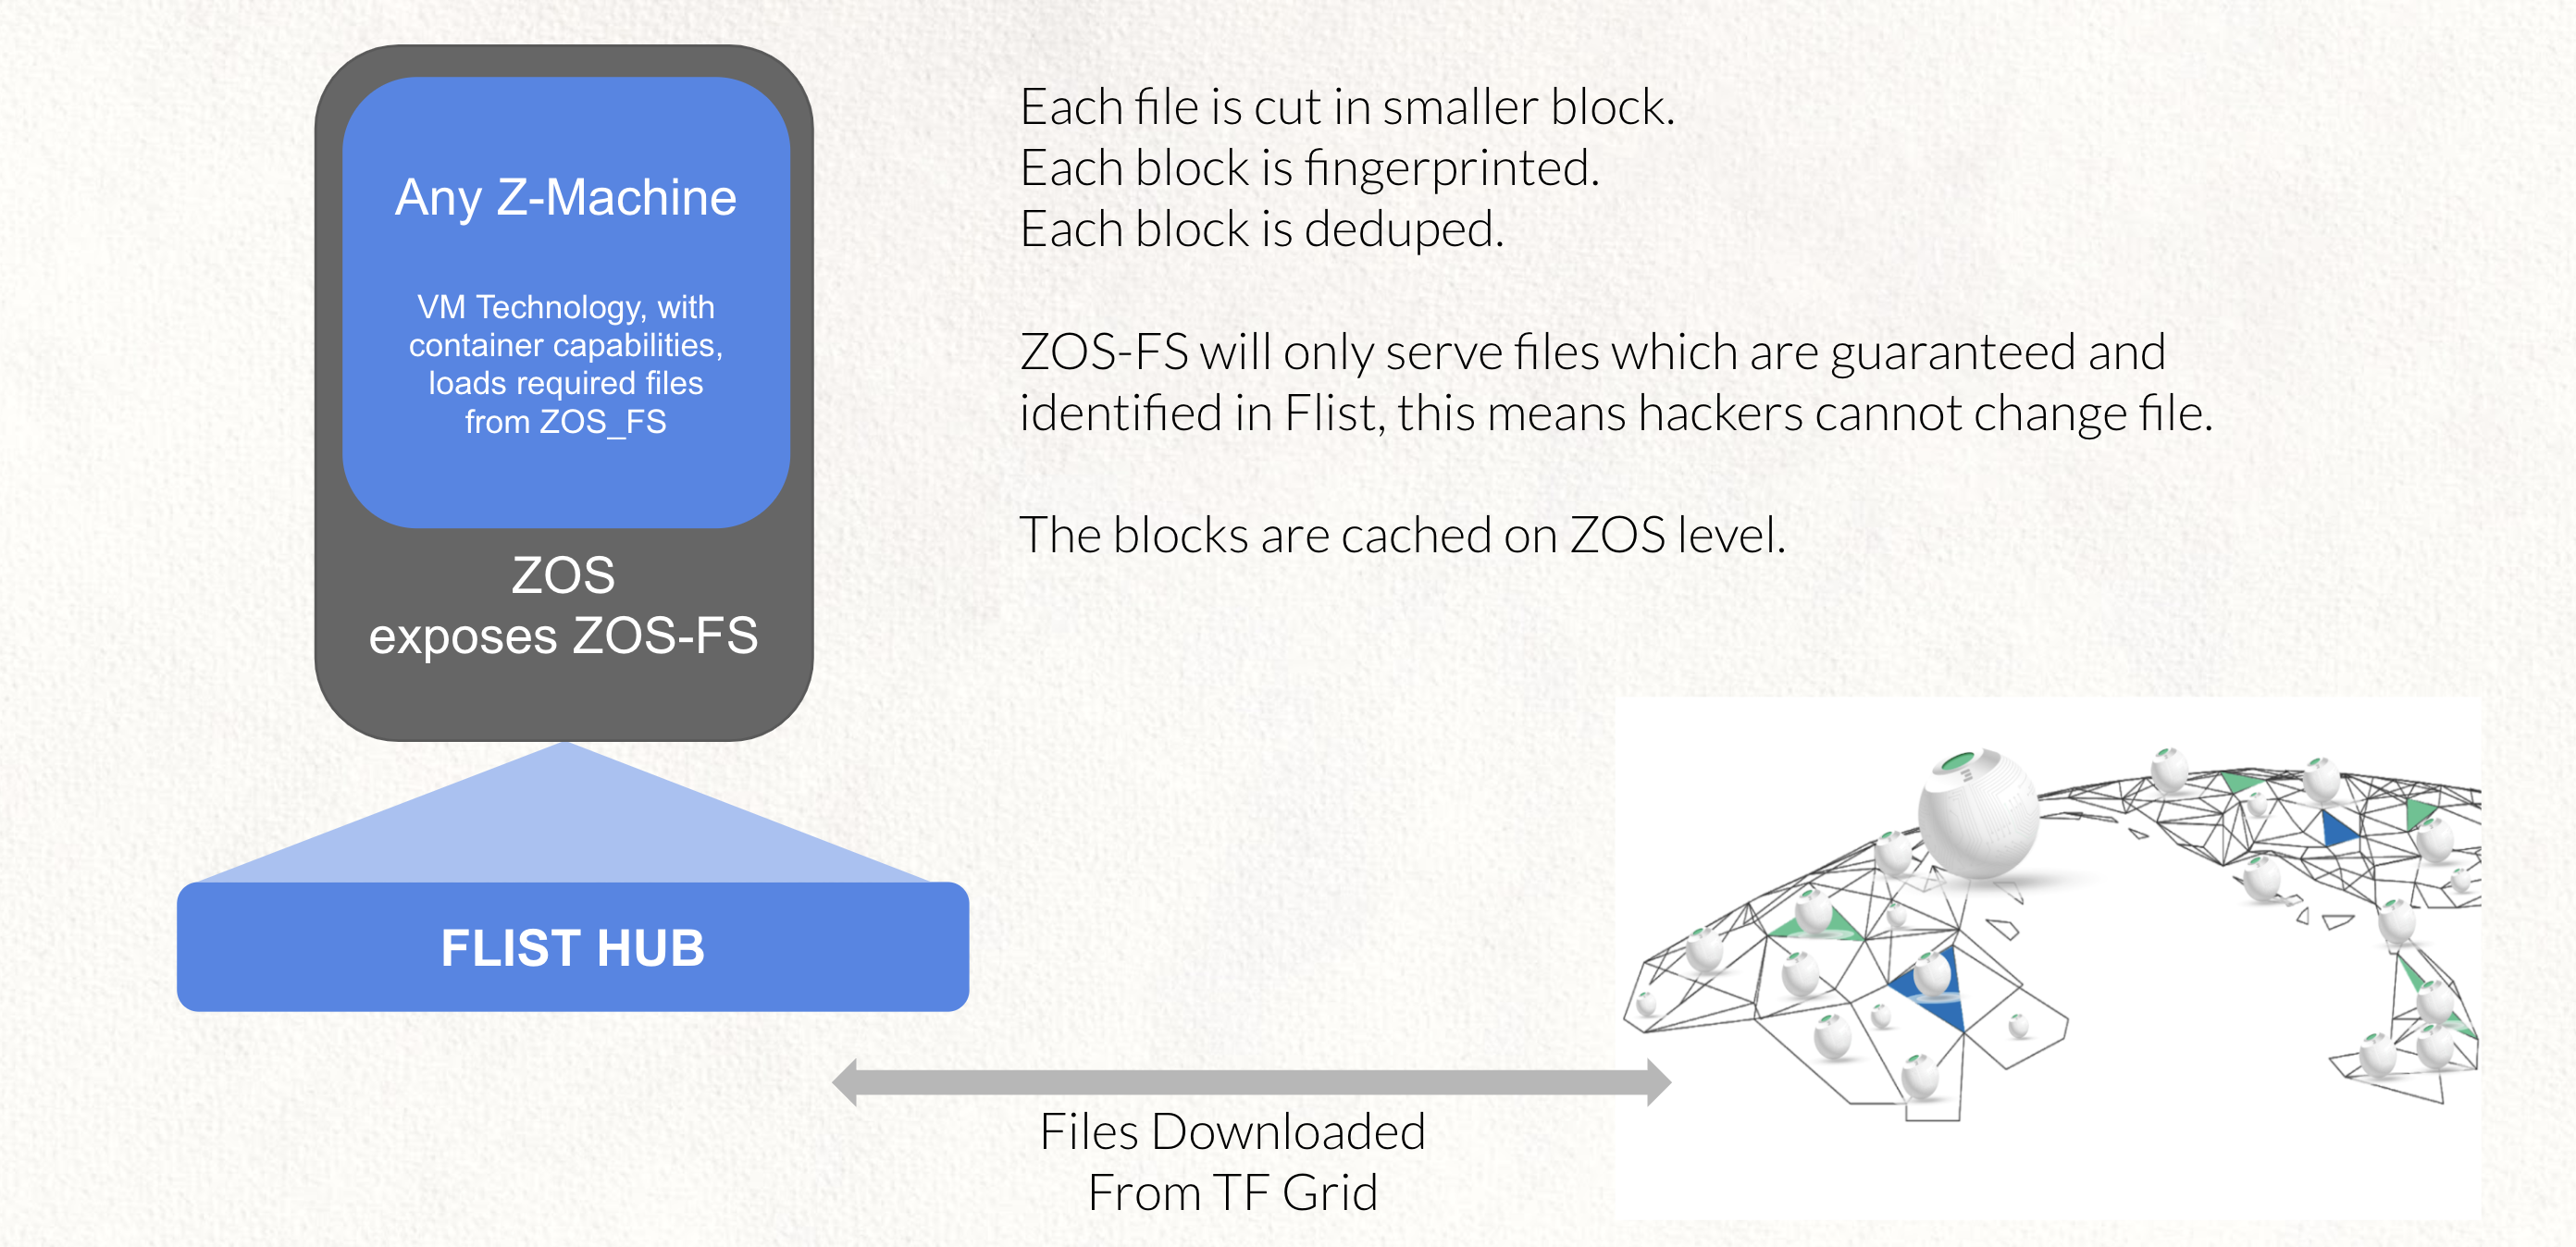 Any Z-Machine
VM Technology, with
container capabilities,
loads required files
from ZOS_FS
ZOS
exposes ZOS-FS
FLIST HUB
Each file is cut in smaller block.
Each block is fingerprinted.
Each block is deduped.
ZOS-FS will only serve files which are guaranteed and
identified in Flist, this means hackers cannot change file.
The blocks are cached on ZOS level.
Files Downloaded
From TF Grid